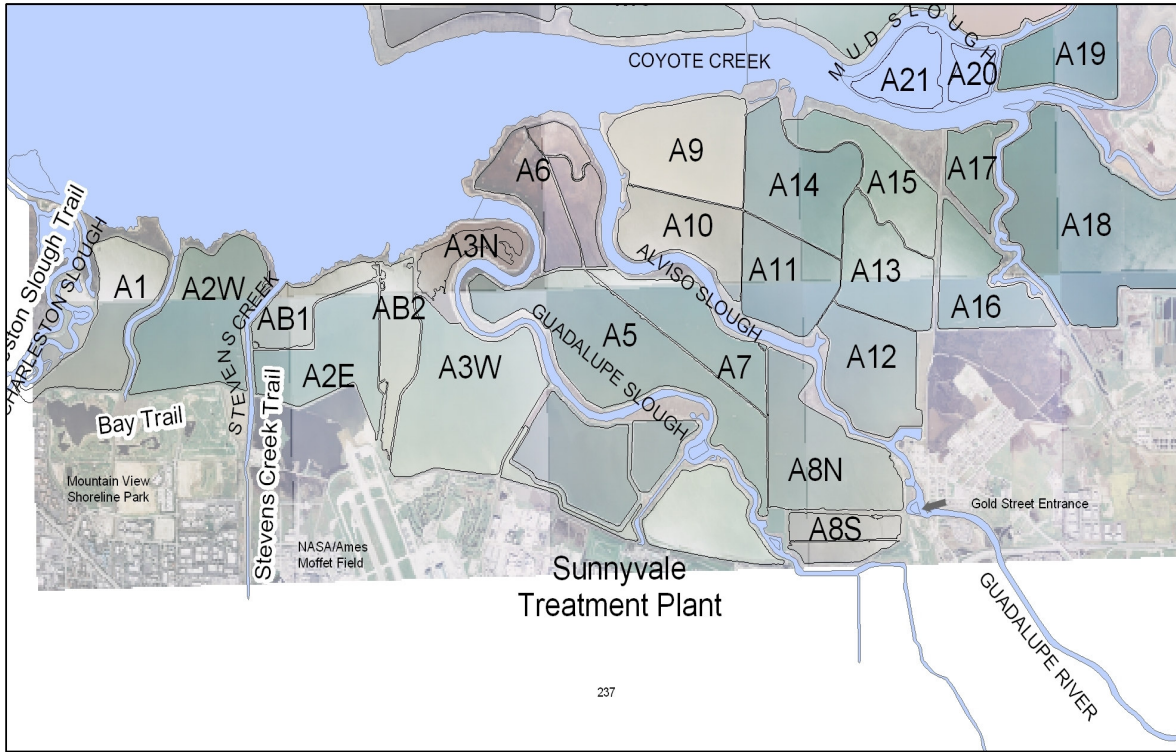 MUD SLOUGH
A19
COYOTE CREEK
A21
A20
A9
A6
A14
A15
A17
A10
A18
A3N
ALVISO SLOUGH
A1
A2W
A11
A13
A16
Slough Trail
CHARLESTON SLOUGH
STEVENS CREEK
AB1
AB2
GUADALUPE SLOUGH
A5
A7
A12
A2E
A3W
Bay Trail
Stevens Creek Trail
Mountain View
Shoreline Park
A8N
Gold Street Entrance
A8S
NASA/Ames
Moffet Field
Sunnyvale
Treatment Plant
GUADALUPE RIVER
237